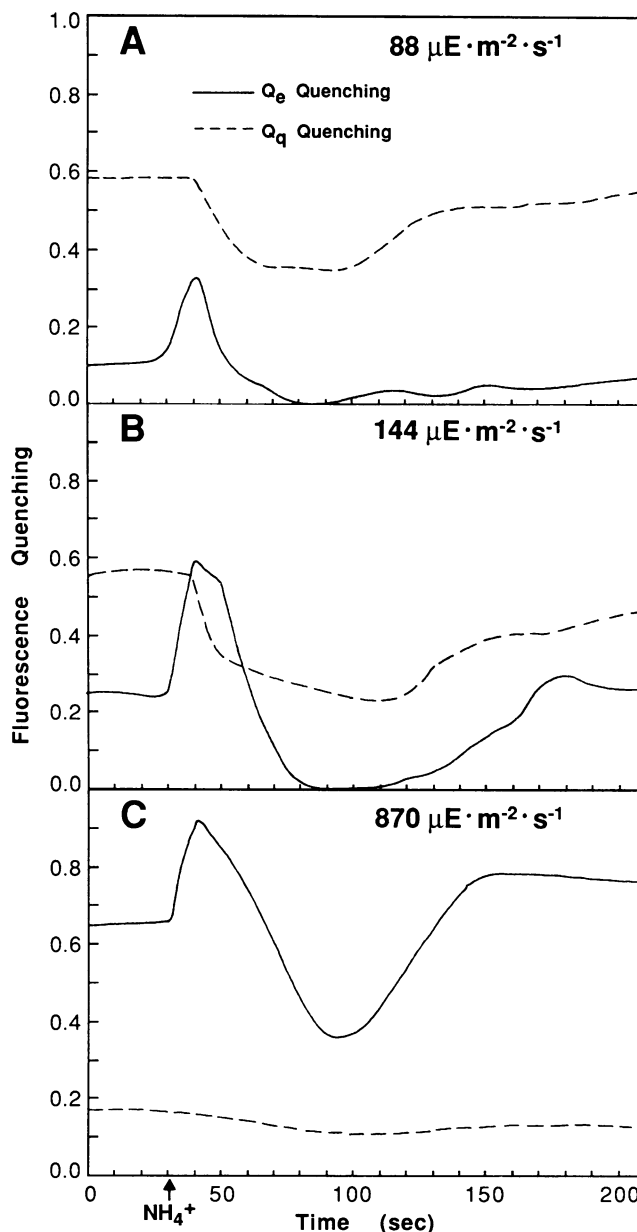 A
88 µE·m⁻²·s⁻¹
Qe Quenching
Qq Quenching
1.0
0.8
0.6
0.4
0.2
0.0
B
144 µE·m⁻²·s⁻¹
0.8
0.6
0.4
0.2
0.0
Fluorescence Quenching
C
870 µE·m⁻²·s⁻¹
0.8
0.6
0.4
0.2
0.0
0 50 100 150 200
NH₄⁺
Time (sec)